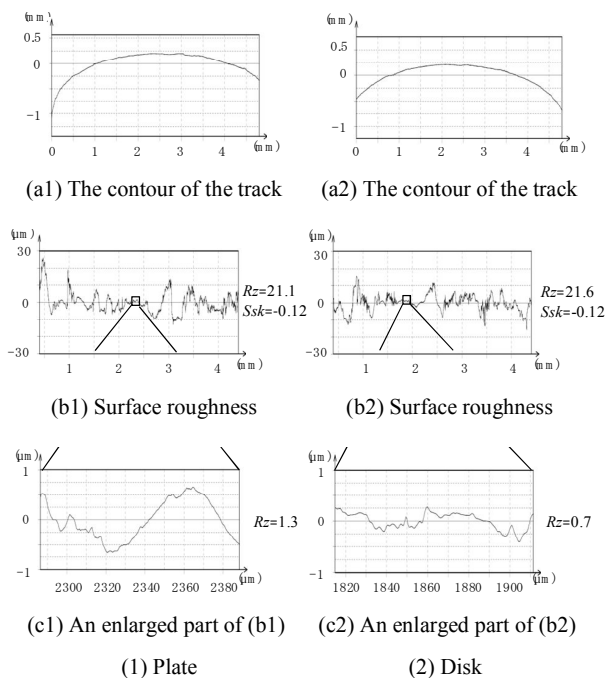 (mm)
0.5
0
-1
0 1 2 3 4
(mm)
(a1) The contour of the track
(mm)
0.5
0
-1
0 1 2 3 4
(mm)
(a2) The contour of the track
(μm)
30
0
-30
1 2 3 4
(mm)
Rz=21.1
Ssk=-0.12
(b1) Surface roughness
(μm)
30
0
-30
1 2 3 4
(mm)
Rz=21.6
Ssk=-0.12
(b2) Surface roughness
(μm)
1
0
-1
2300 2320 2340 2360 2380
(μm)
Rz=1.3
(c1) An enlarged part of (b1)
(1) Plate
(μm)
1
0
-1
1820 1840 1860 1880 1900
(μm)
Rz=0.7
(c2) An enlarged part of (b2)
(2) Disk